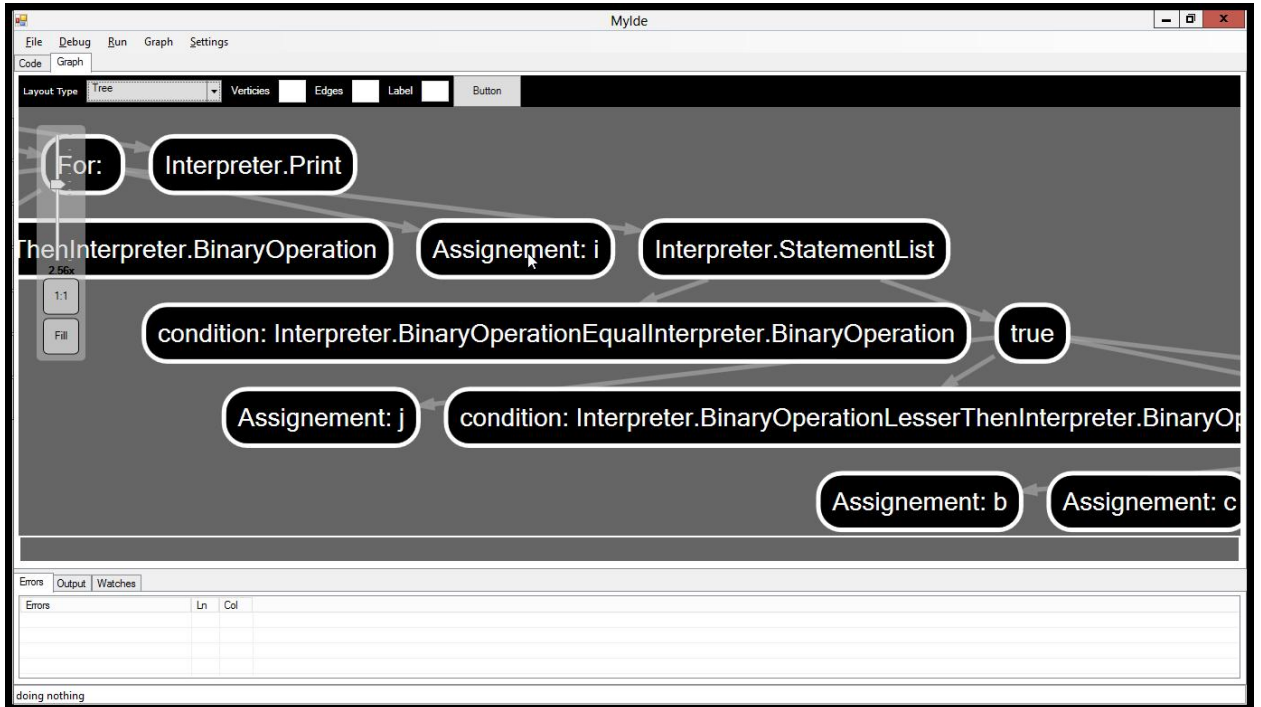 MyIde
File Debug Run Graph Settings
Code Graph
Layout Type Tree Verticies Edges Label Button
For: Interpreter.Print
ThenInterpreter.BinaryOperation Assignement: i Interpreter.StatementList
2.56x
1:1
condition: Interpreter.BinaryOperationEqualInterpreter.BinaryOperation true
Fill
Assignement: j condition: Interpreter.BinaryOperationLesserThenInterpreter.BinaryOp
Assignement: b Assignement: c
Errors Output Watches
Errors Ln Col
doing nothing